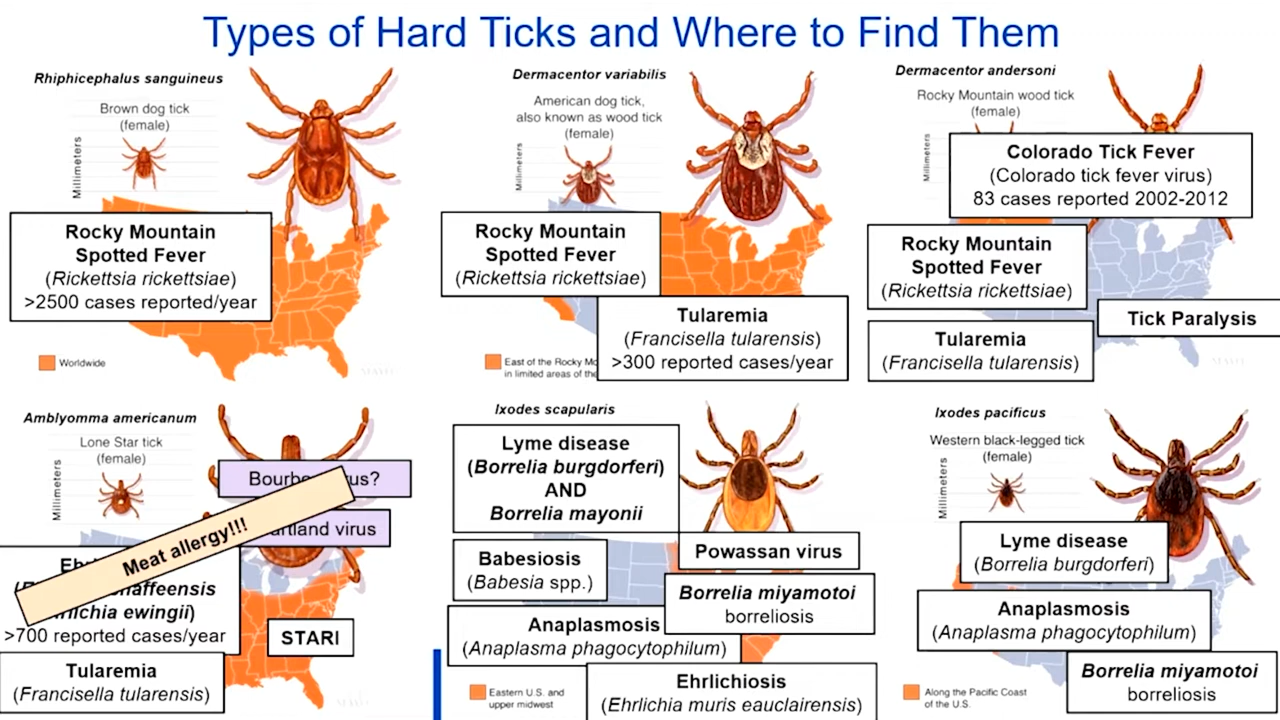 Types of Hard Ticks and Where to Find Them
Rhiphicephalus sanguineus
Brown dog tick
(female)
Millimeters
Rocky Mountain
Spotted Fever
(Rickettsia rickettsiae)
>2500 cases reported/year
Worldwide
Dermacentor variabilis
American dog tick,
also known as wood tick
(female)
Millimeters
Rocky Mountain
Spotted Fever
(Rickettsia rickettsiae)
Tularemia
(Francisella tularensis)
>300 reported cases/year
East of the Rocky
in limited areas of the
Dermacentor andersoni
Rocky Mountain wood tick
(female)
Millimeters
Colorado Tick Fever
(Colorado tick fever virus)
83 cases reported 2002-2012
Rocky Mountain
Spotted Fever
(Rickettsia rickettsiae)
Tick Paralysis
Tularemia
(Francisella tularensis)
Amblyomma americanum
Lone Star tick
(female)
Millimeters
virus
Meat allergy!!!
ewingii)
>700 reported cases/year
STARI
Tularemia
(Francisella tularensis)
Ixodes scapularis
Lyme disease
(Borrelia burgdorferi)
AND
Borrelia mayonii
Babesiosis
(Babesia spp.)
Powassan virus
Borrelia miyamotoi
borreliosis
Anaplasmosis
(Anaplasma phagocytophilum)
Ehrlichiosis
(Ehrlichia muris eauclairensis)
Eastern U.S. and
upper midwest
Ixodes pacificus
Western black-legged tick
(female)
Millimeters
Lyme disease
(Borrelia burgdorferi)
Anaplasmosis
(Anaplasma phagocytophilum)
Borrelia miyamotoi
borreliosis
Along the Pacific Coast
of the U.S.